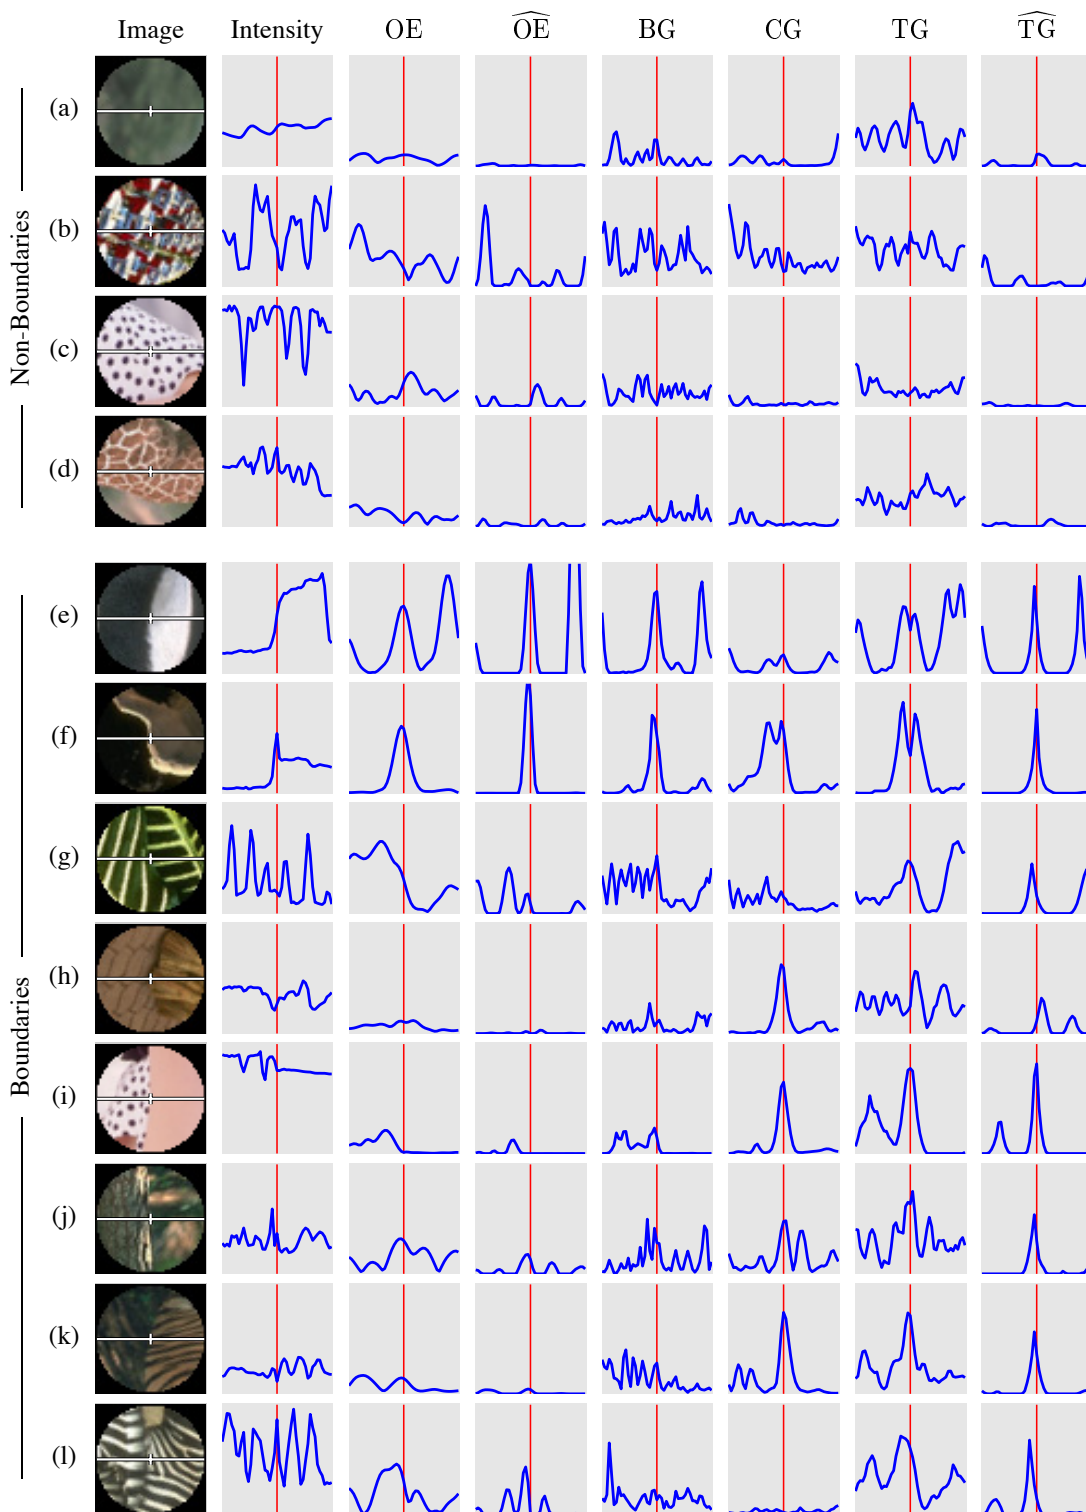 Image Intensity OE OE BG CG TG TG
Non-Boundaries
(a)
(b)
(c)
(d)
Boundaries
(e)
(f)
(g)
(h)
(i)
(j)
(k)
(l)